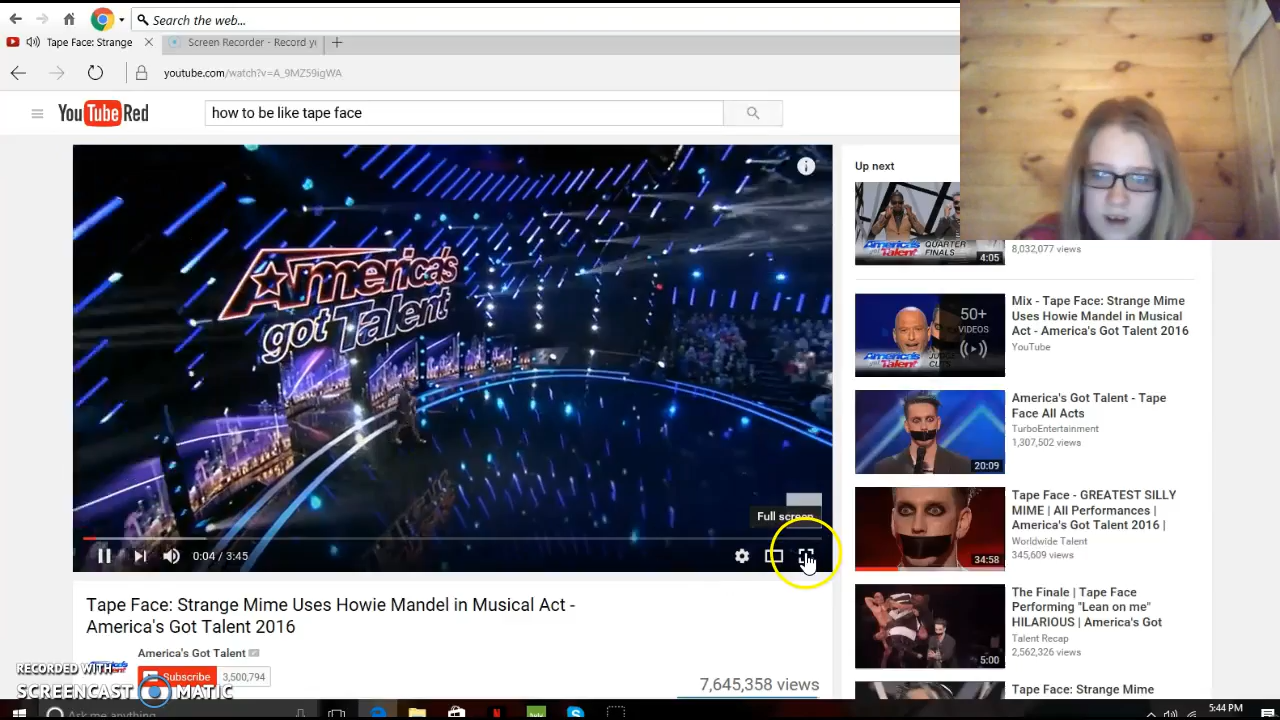 Search the web...
Tape Face: Strange
Screen Recorder - Record yo
youtube.com/watch?v=A_9MZ59igWA
YouTube Red
how to be like tape face
Up next
America's
got Talent
QUARTER
FINALS
4:05
8,032,077 views
50+
VIDEOS
Mix - Tape Face: Strange Mime
Uses Howie Mandel in Musical
Act - America's Got Talent 2016
YouTube
America's Got Talent - Tape
Face All Acts
TurboEntertainment
1,307,502 views
20:09
Tape Face - GREATEST SILLY
MIME | All Performances |
America's Got Talent 2016 |
Worldwide Talent
345,609 views
34:58
The Finale | Tape Face
Performing "Lean on me"
HILARIOUS | America's Got
Talent Recap
2,562,326 views
5:00
Tape Face: Strange Mime
Full screen
0:04 / 3:45
Tape Face: Strange Mime Uses Howie Mandel in Musical Act -
America's Got Talent 2016
America's Got Talent
Subscribe
3,500,794
7,645,358 views
RECORDED WITH
SCREENCAST MATIC
Ask me anything
hulu
5:44 PM